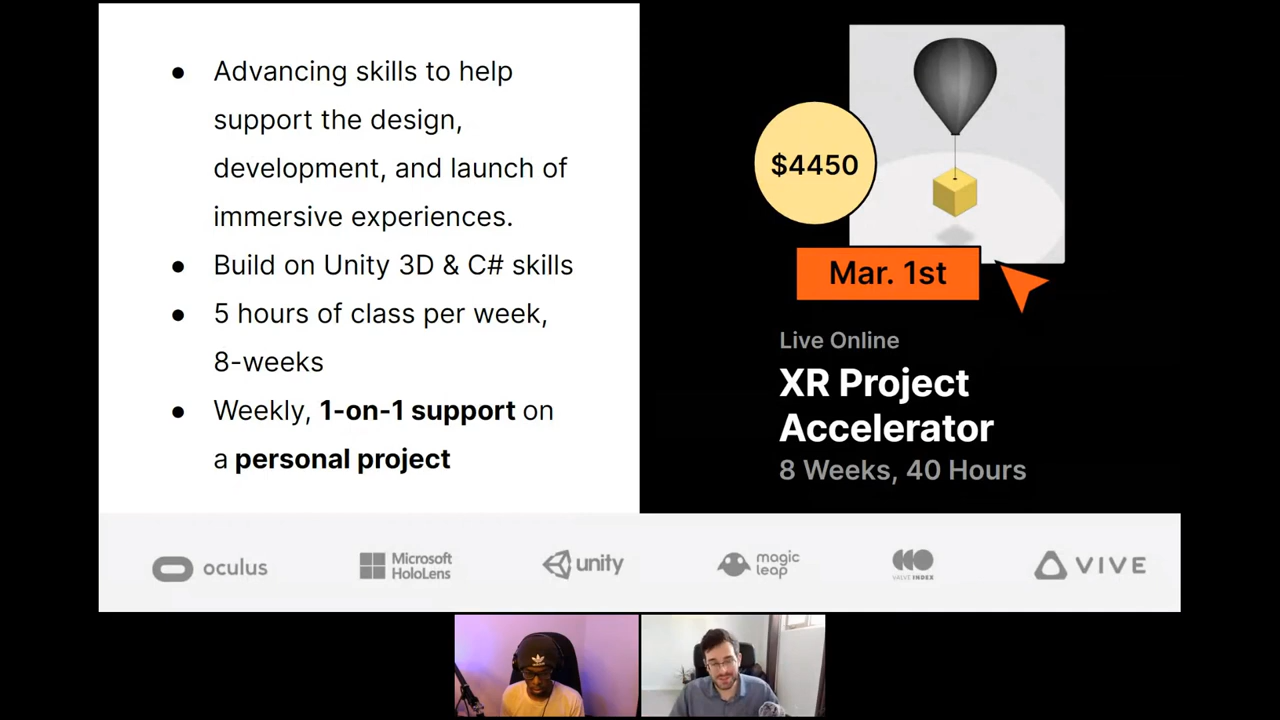 ● Advancing skills to help
support the design,
development, and launch of
immersive experiences.
● Build on Unity 3D & C# skills
● 5 hours of class per week,
8-weeks
● Weekly, 1-on-1 support on
a personal project
$4450
Mar. 1st
Live Online
XR Project
Accelerator
8 Weeks, 40 Hours
oculus
Microsoft
HoloLens
unity
magic
leap
VALVE INDEX
VIVE